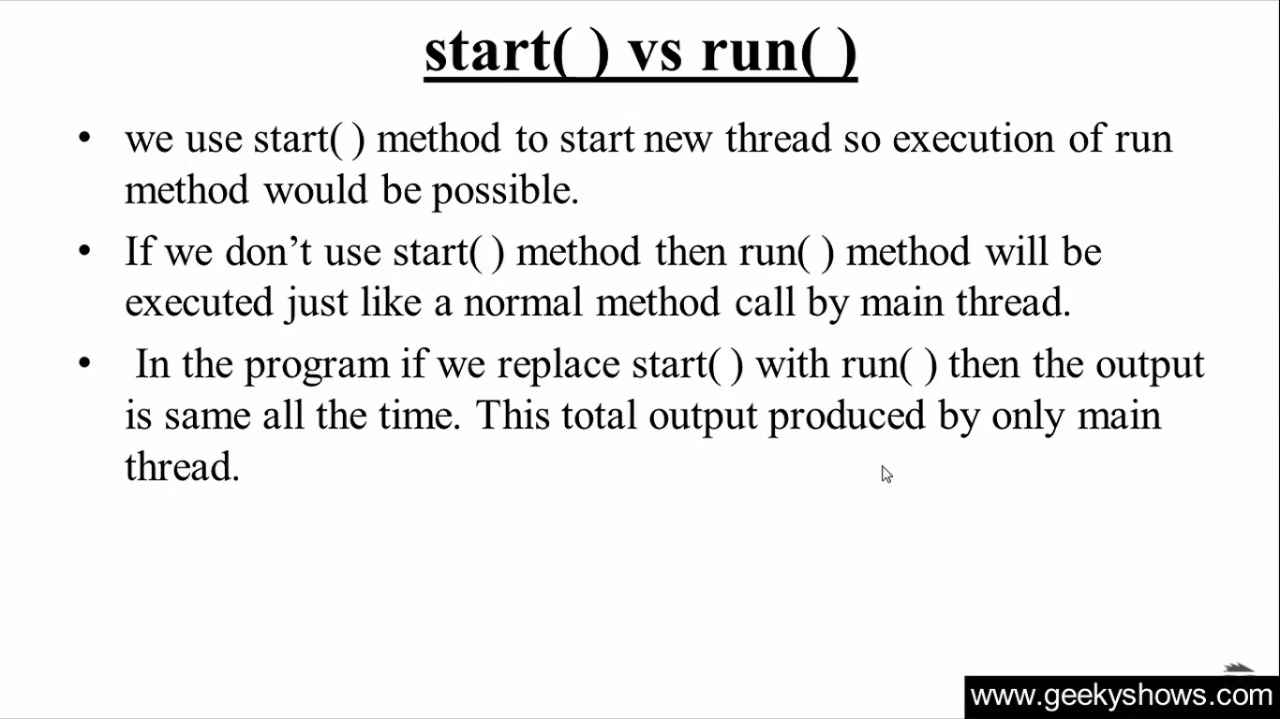 start( ) vs run( )
• we use start( ) method to start new thread so execution of run
method would be possible.
• If we don’t use start( ) method then run( ) method will be
executed just like a normal method call by main thread.
• In the program if we replace start( ) with run( ) then the output
is same all the time. This total output produced by only main
thread.
www.geekyshows.com